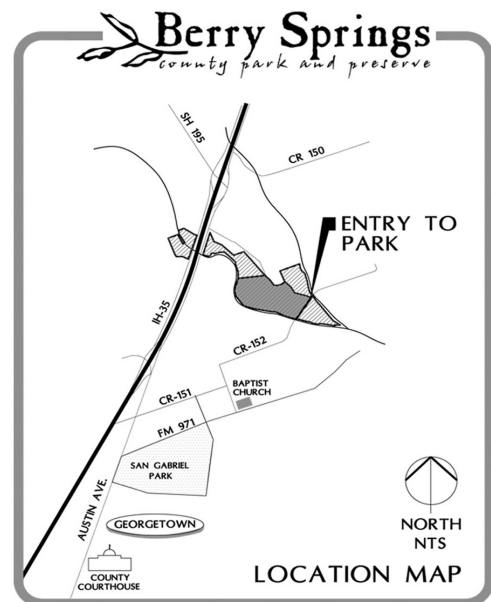 Berry Springs
county park and preserve
SH 195
CR 150
ENTRY TO
PARK
IH-35
CR-152
BAPTIST
CHURCH
CR-151
FM 971
SAN GABRIEL
PARK
AUSTIN AVE.
GEORGETOWN
NORTH
NTS
COUNTY
COURTHOUSE
LOCATION MAP